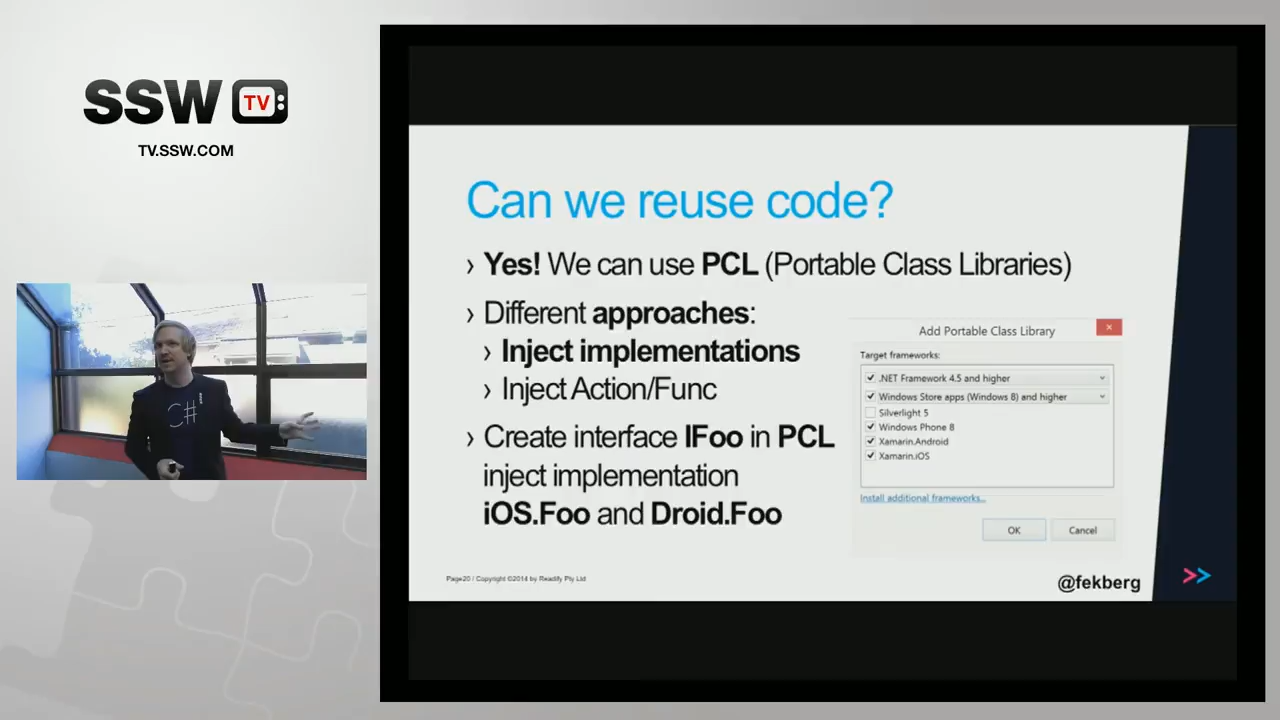 SSW TV
TV.SSW.COM
C#
Can we reuse code?
› Yes! We can use PCL (Portable Class Libraries)
› Different approaches:
› Inject implementations
› Inject Action/Func
› Create interface IFoo in PCL
inject implementation
iOS.Foo and Droid.Foo
Add Portable Class Library
Target frameworks:
.NET Framework 4.5 and higher
Windows Store apps (Windows 8) and higher
Silverlight 5
Windows Phone 8
Xamarin.Android
Xamarin.iOS
Install additional frameworks...
OK Cancel
Page20 / Copyright ©2014 by Readify Pty Ltd
@fekberg